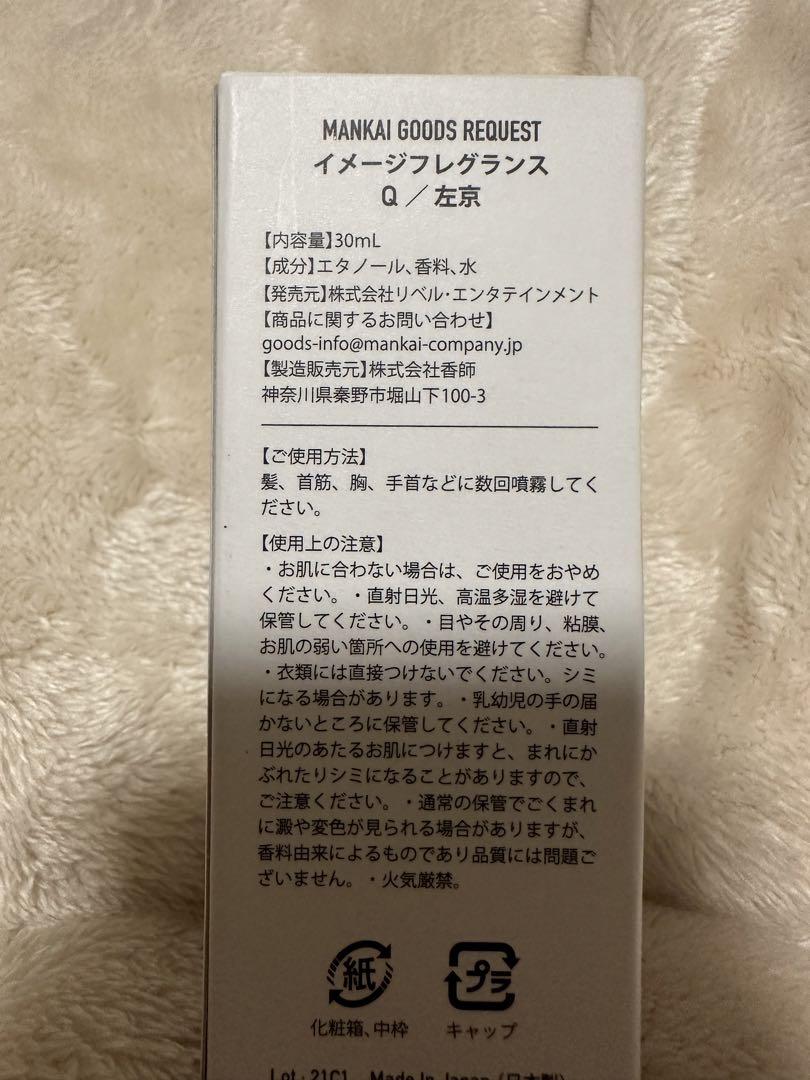 MANKAI GOODS REQUEST
イメージフレグランス
Q ／ 左京
【内容量】30mL
【成分】エタノール、香料、水
【発売元】株式会社リベル・エンタテインメント
【商品に関するお問い合わせ】
goods-info@mankai-company.jp
【製造販売元】株式会社香師
神奈川県秦野市堀山下100-3
【ご使用方法】
髪、首筋、胸、手首などに数回噴霧してく
ださい。
【使用上の注意】
・お肌に合わない場合は、ご使用をおやめ
ください。・直射日光、高温多湿を避けて
保管してください。・目やその周り、粘膜、
お肌の弱い箇所への使用を避けてください。
・衣類には直接つけないでください。シミ
になる場合があります。・乳幼児の手の届
かないところに保管してください。・直射
日光のあたるお肌につけますと、まれにか
ぶれたりシミになることがありますので、
ご注意ください。・通常の保管でごくまれ
に澱や変色が見られる場合がありますが、
香料由来によるものであり品質には問題ご
ざいません。・火気厳禁。
紙
プラ
化粧箱、中枠
キャップ
Lot : 21C1 Made In Japan (日本製)